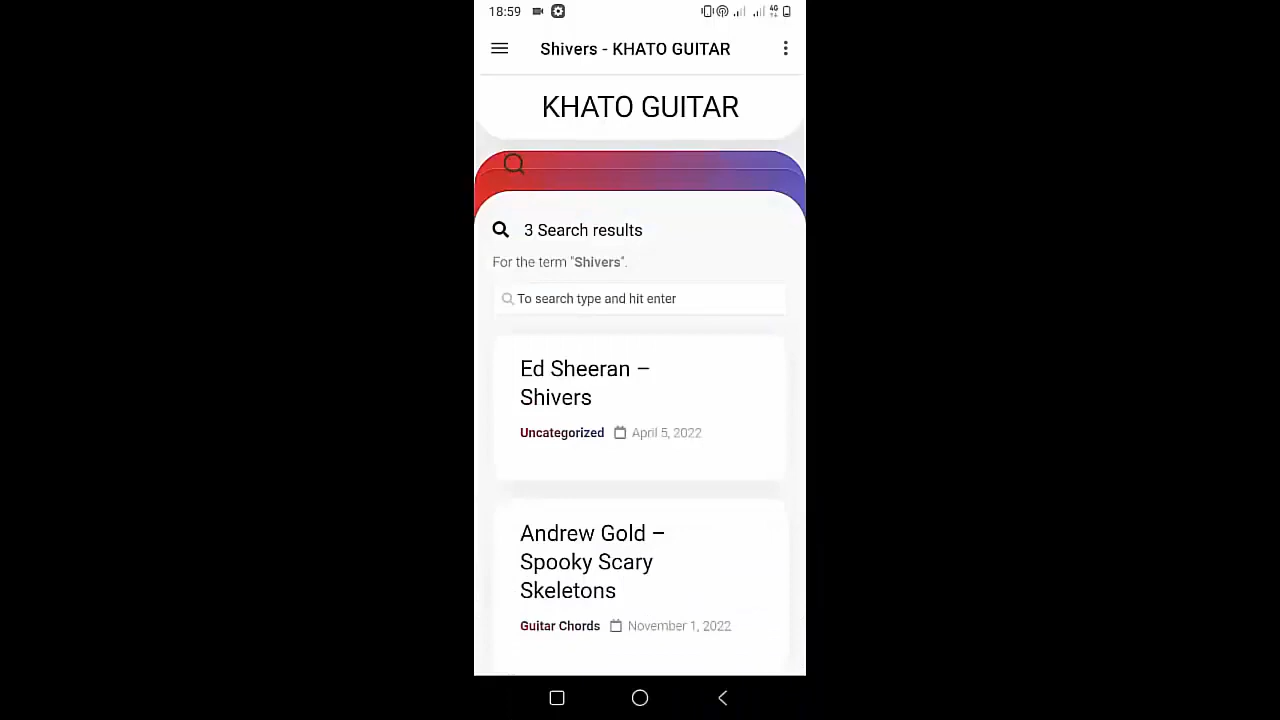 18:59
4G
Shivers - KHATO GUITAR
KHATO GUITAR
3 Search results
For the term "Shivers".
To search type and hit enter
Ed Sheeran –
Shivers
Uncategorized April 5, 2022
Andrew Gold –
Spooky Scary
Skeletons
Guitar Chords November 1, 2022